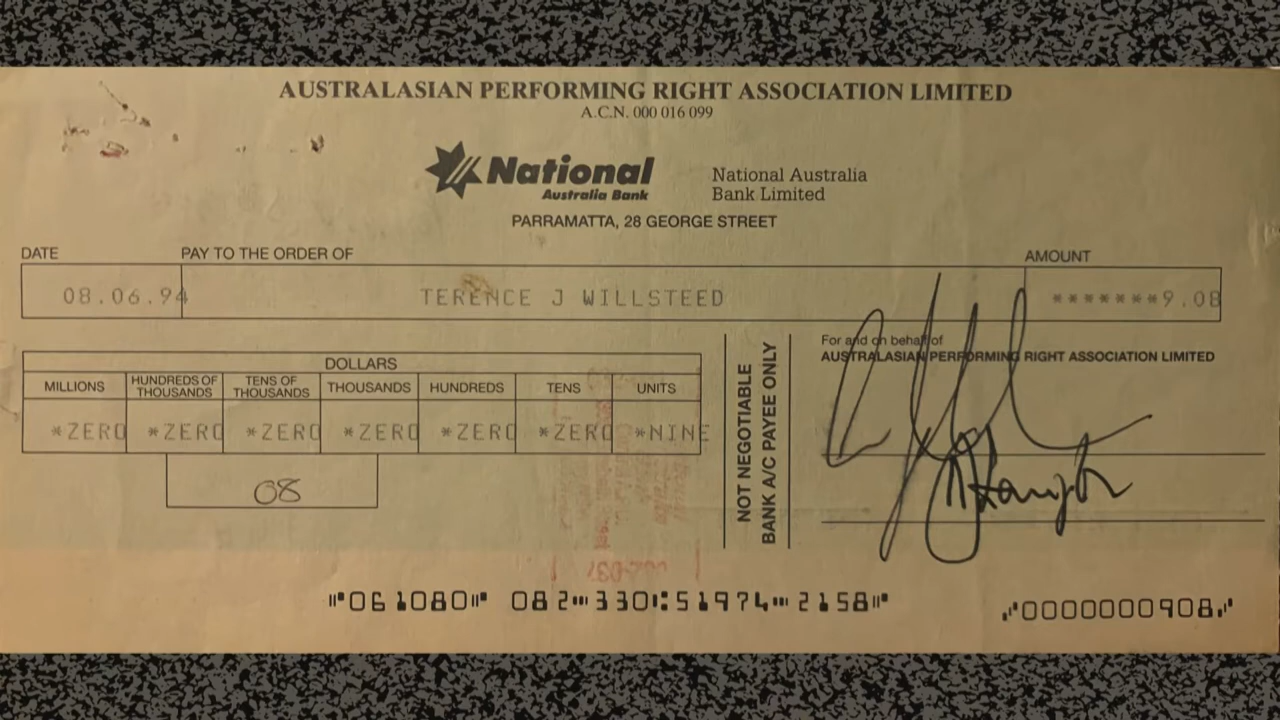 AUSTRALASIAN PERFORMING RIGHT ASSOCIATION LIMITED
A.C.N. 000 016 099
National
Australia Bank
National Australia
Bank Limited
PARRAMATTA, 28 GEORGE STREET
DATE PAY TO THE ORDER OF AMOUNT
08.06.94 TERENCE J WILLSTEED *******9.08
For and on behalf of
AUSTRALASIAN PERFORMING RIGHT ASSOCIATION LIMITED
NOT NEGOTIABLE
BANK A/C PAYEE ONLY
DOLLARS
MILLIONS HUNDREDS OF THOUSANDS TENS OF THOUSANDS THOUSANDS HUNDREDS TENS UNITS
*ZERO *ZERO *ZERO *ZERO *ZERO *ZERO *NINE
08
⑈061080⑈ 082⑉330⑆51974⑉2158⑈ ⑇0000000908⑇